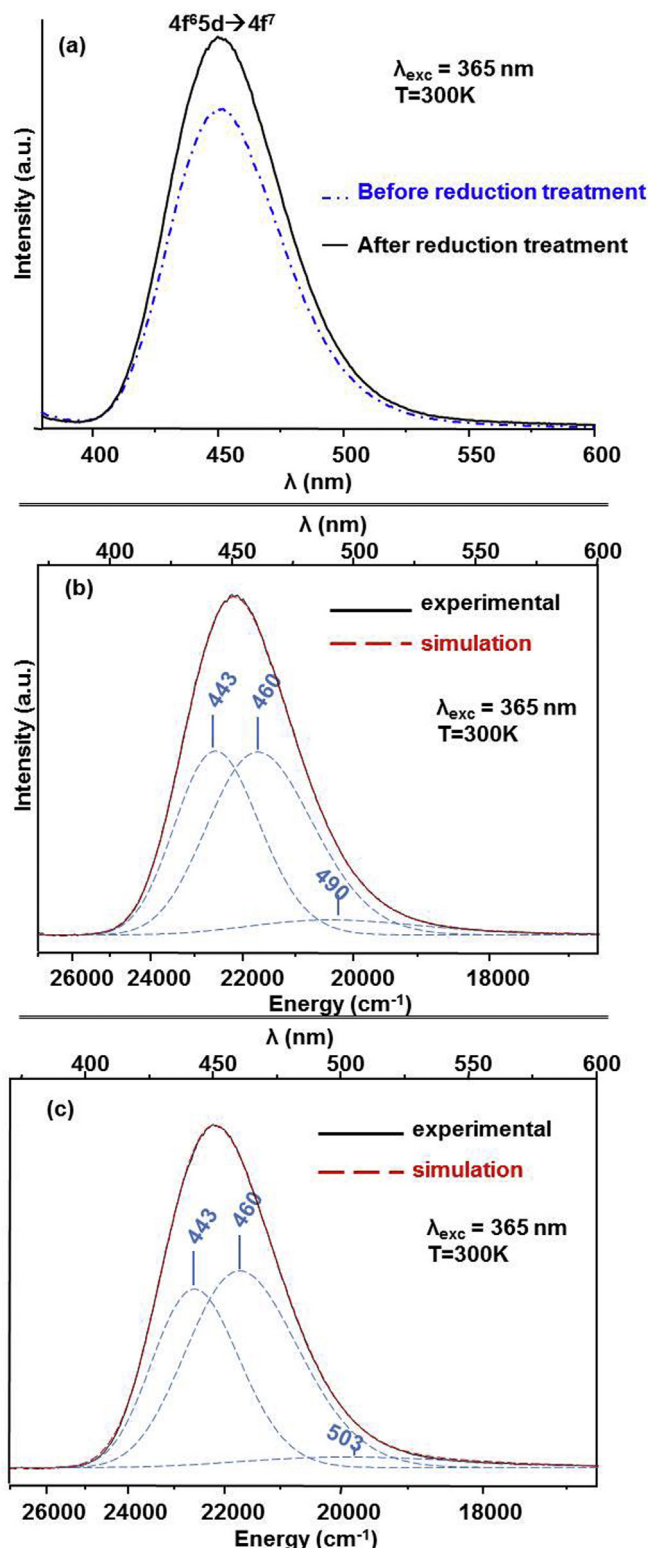 4f⁶5d→4f⁷
(a)
λexc = 365 nm
T=300K
Before reduction treatment
After reduction treatment
Intensity (a.u.)
400 450 500 550 600
λ (nm)
λ (nm)
400 450 500 550 600
(b)
experimental
simulation
443 460
λexc = 365 nm
T=300K
490
Intensity (a.u.)
26000 24000 22000 20000 18000
Energy (cm⁻¹)
λ (nm)
400 450 500 550 600
(c)
experimental
simulation
443 460
λexc = 365 nm
T=300K
503
26000 24000 22000 20000 18000
Energy (cm⁻¹)